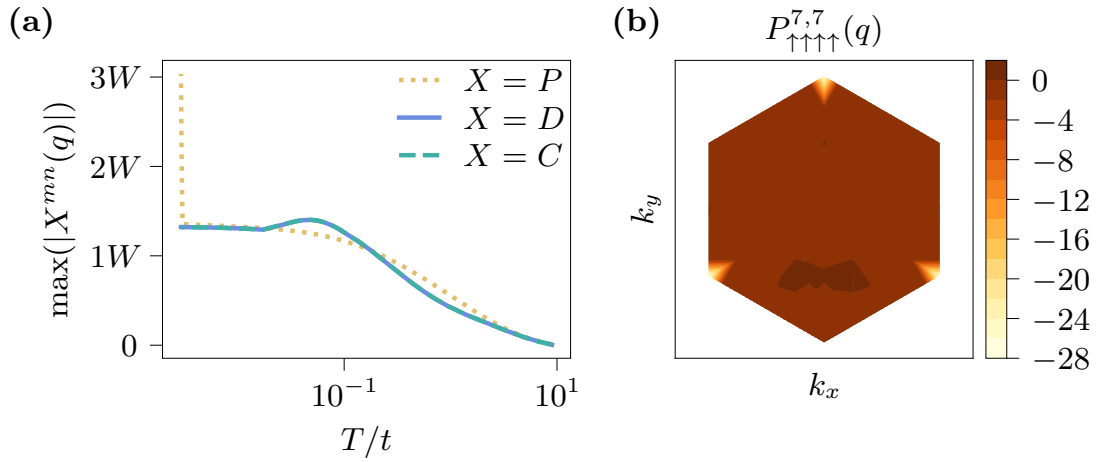 (a)
max(|X^{mn}(q)|)
3W
2W
1W
0
X = P
X = D
X = C
10^{-1}
10^{1}
T/t
(b)
P^{7,7}_{↑↑↑↑}(q)
k_y
k_x
0
−4
−8
−12
−16
−20
−24
−28